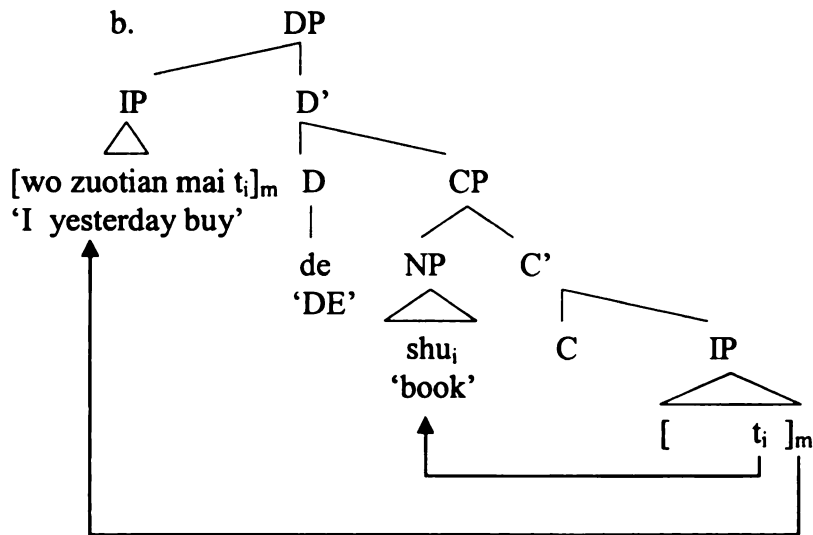 b. DP
IP D’
[wo zuotian mai tᵢ]ₘ D CP
‘I yesterday buy’
de NP C’
‘DE’
shuᵢ C IP
‘book’
[ tᵢ ]ₘ